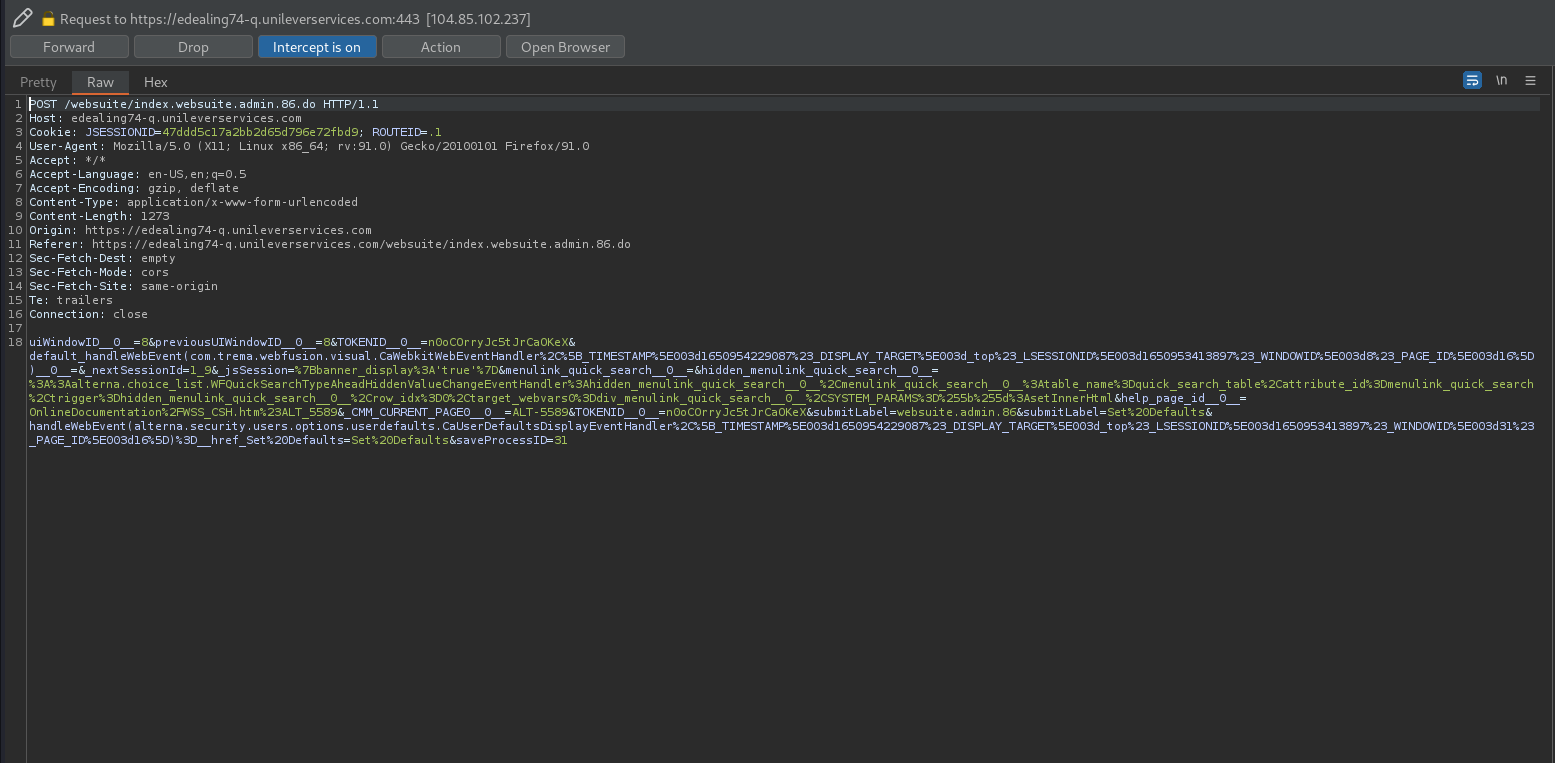 Request to https://edealing74-q.unileverservices.com:443 [104.85.102.237]
Forward Drop Intercept is on Action Open Browser
Pretty Raw Hex \n
1 POST /websuite/index.websuite.admin.86.do HTTP/1.1
2 Host: edealing74-q.unileverservices.com
3 Cookie: JSESSIONID=47ddd5c17a2bb2d65d796e72fbd9; ROUTEID=.1
4 User-Agent: Mozilla/5.0 (X11; Linux x86_64; rv:91.0) Gecko/20100101 Firefox/91.0
5 Accept: */*
6 Accept-Language: en-US,en;q=0.5
7 Accept-Encoding: gzip, deflate
8 Content-Type: application/x-www-form-urlencoded
9 Content-Length: 1273
10 Origin: https://edealing74-q.unileverservices.com
11 Referer: https://edealing74-q.unileverservices.com/websuite/index.websuite.admin.86.do
12 Sec-Fetch-Dest: empty
13 Sec-Fetch-Mode: cors
14 Sec-Fetch-Site: same-origin
15 Te: trailers
16 Connection: close
17
18 uiWindowID__0__=8&previousUIWindowID__0__=8&TOKENID__0__=n0oCOrryJc5tJrCaOKeX&
default_handleWebEvent(com.trema.webfusion.visual.CaWebkitWebEventHandler%2C%5B_TIMESTAMP%5E003d1650954229087%23_DISPLAY_TARGET%5E003d_top%23_LSESSIONID%5E003d1650953413897%23_WINDOWID%5E003d8%23_PAGE_ID%5E003d16%5D
)__0__=&_nextSessionId=1_9&_jsSession=%7Bbanner_display%3A'true'%7D&menulink_quick_search__0__=&hidden_menulink_quick_search__0__=
%3A%3Aalterna.choice_list.WFQuickSearchTypeAheadHiddenValueChangeEventHandler%3Ahidden_menulink_quick_search__0__%2Cmenulink_quick_search__0__%3Atable_name%3Dquick_search_table%2Cattribute_id%3Dmenulink_quick_search
%2Ctrigger%3Dhidden_menulink_quick_search__0__%2Crow_idx%3D0%2Ctarget_webvars0%3Ddiv_menulink_quick_search__0__%2CSYSTEM_PARAMS%3D%255b%255d%3AsetInnerHtml&help_page_id__0__=
OnlineDocumentation%2FWSS_CSH.htm%23ALT_5589&_CMM_CURRENT_PAGE0__0__=ALT-5589&TOKENID__0__=n0oCOrryJc5tJrCaOKeX&submitLabel=websuite.admin.86&submitLabel=Set%20Defaults&
handleWebEvent(alterna.security.users.options.userdefaults.CaUserDefaultsDisplayEventHandler%2C%5B_TIMESTAMP%5E003d1650954229087%23_DISPLAY_TARGET%5E003d_top%23_LSESSIONID%5E003d1650953413897%23_WINDOWID%5E003d31%23
_PAGE_ID%5E003d16%5D)%3D__href_Set%20Defaults=Set%20Defaults&saveProcessID=31